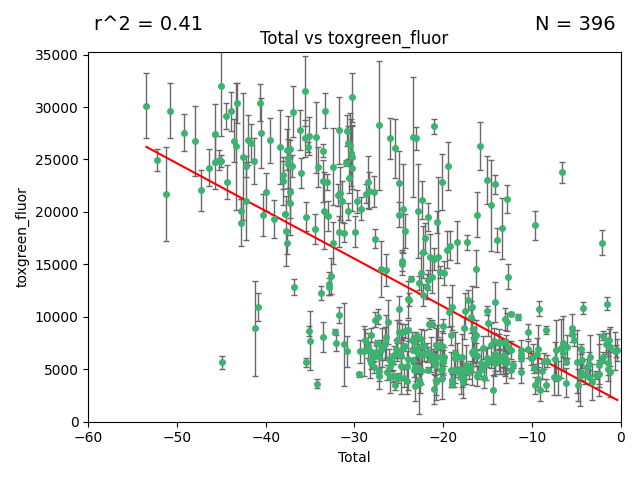 r^2 = 0.41 N = 396
Total vs toxgreen_fluor
35000
30000
25000
20000
15000
10000
5000
0
toxgreen_fluor
−60 −50 −40 −30 −20 −10 0
Total